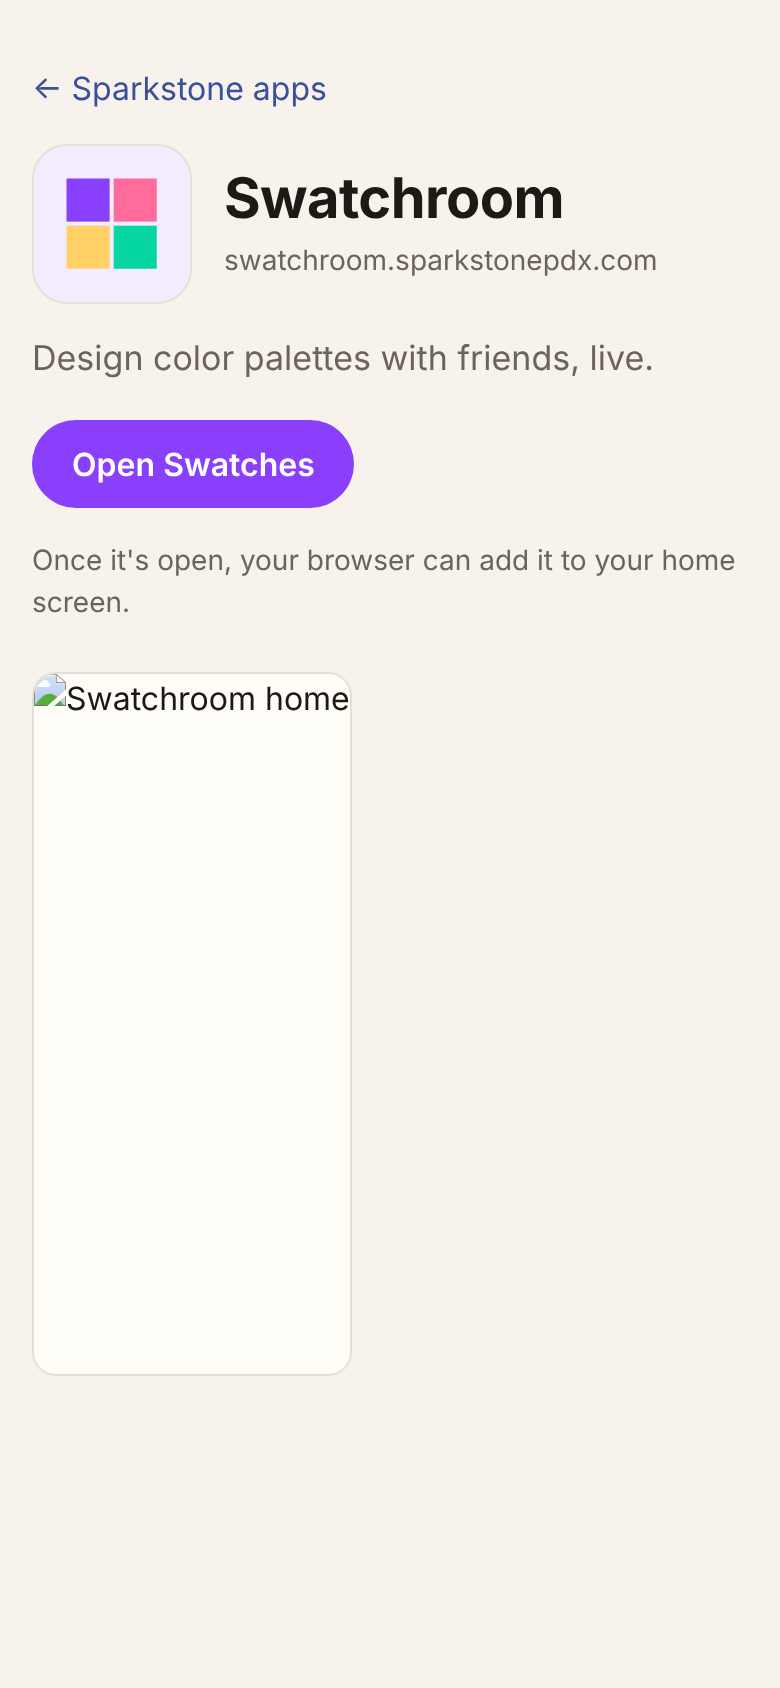 ← Sparkstone apps
Swatchroom
swatchroom.sparkstonepdx.com
Design color palettes with friends, live.
Open Swatches
Once it's open, your browser can add it to your home
screen.
Swatchroom home